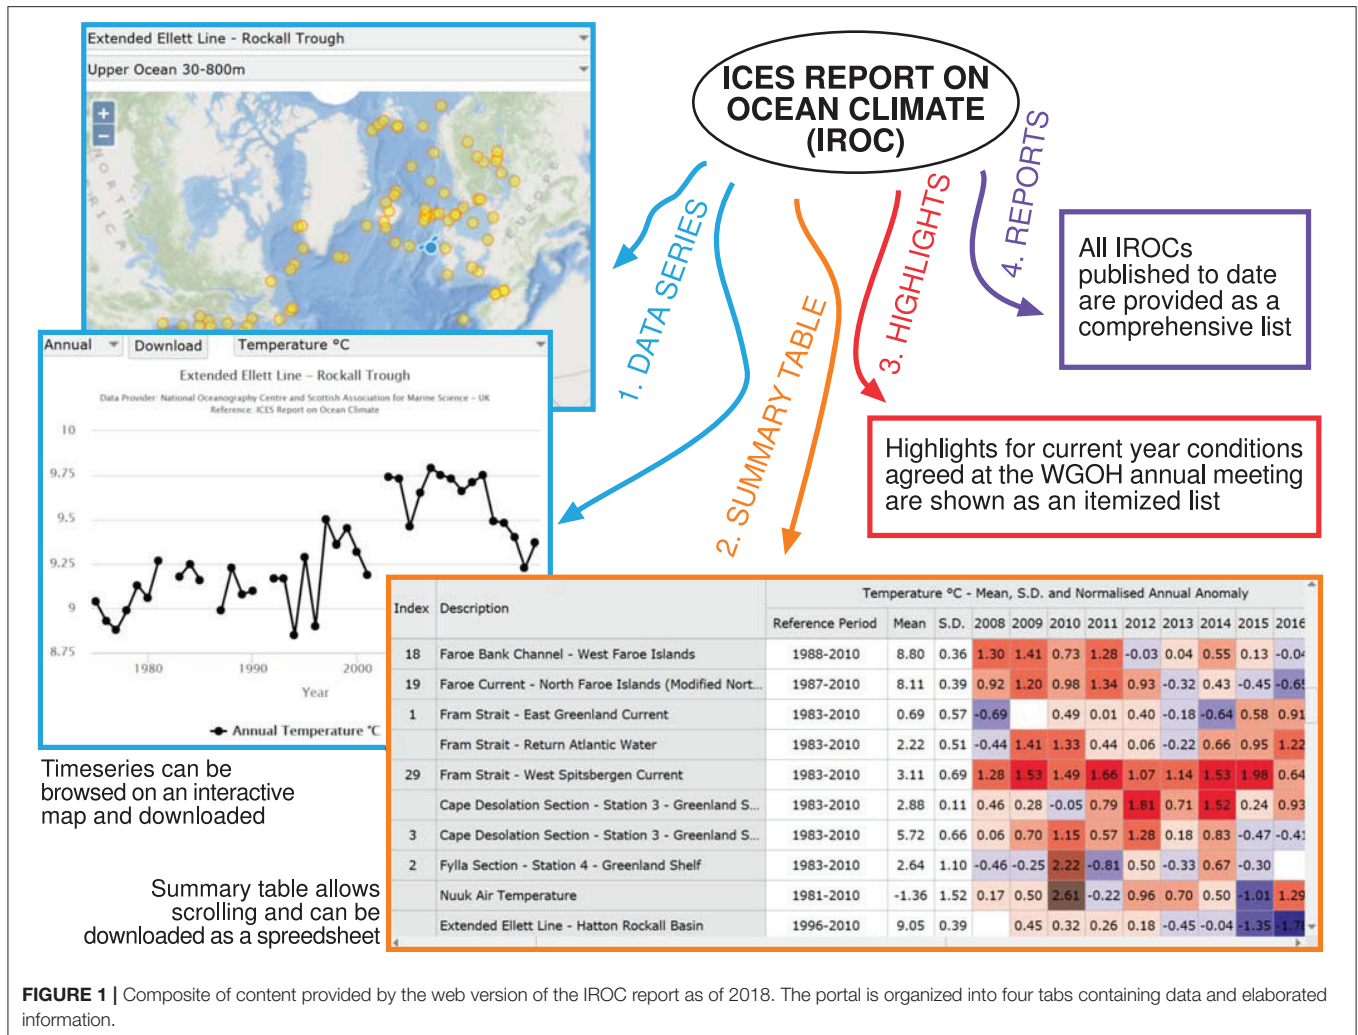 Extended Ellett Line - Rockall Trough
Upper Ocean 30-800m
+
−
NORTH
EUROPE
ICES REPORT ON
OCEAN CLIMATE
(IROC)
1. DATA SERIES
2. SUMMARY TABLE
3. HIGHLIGHTS
4. REPORTS
All IROCs
published to date
are provided as a
comprehensive list
Highlights for current year conditions
agreed at the WGOH annual meeting
are shown as an itemized list
Annual Download Temperature °C
Extended Ellett Line – Rockall Trough
Data Provider: National Oceanography Centre and Scottish Association for Marine Science – UK
Reference: ICES Report on Ocean Climate
10
9.75
9.5
9.25
9
8.75
1980 1990 2000
Year
Annual Temperature °C
Timeseries can be
browsed on an interactive
map and downloaded
Summary table allows
scrolling and can be
downloaded as a spreedsheet
Temperature °C - Mean, S.D. and Normalised Annual Anomaly
Index Description Reference Period Mean S.D. 2008 2009 2010 2011 2012 2013 2014 2015 2016
18 Faroe Bank Channel - West Faroe Islands 1988-2010 8.80 0.36 1.30 1.41 0.73 1.28 -0.03 0.04 0.55 0.13 -0.04
19 Faroe Current - North Faroe Islands (Modified Nort... 1987-2010 8.11 0.39 0.92 1.20 0.98 1.34 0.93 -0.32 0.43 -0.45 -0.65
1 Fram Strait - East Greenland Current 1983-2010 0.69 0.57 -0.69 0.49 0.01 0.40 -0.18 -0.64 0.58 0.91
Fram Strait - Return Atlantic Water 1983-2010 2.22 0.51 -0.44 1.41 1.33 0.44 0.06 -0.22 0.66 0.95 1.22
29 Fram Strait - West Spitsbergen Current 1983-2010 3.11 0.69 1.28 1.53 1.49 1.66 1.07 1.14 1.53 1.98 0.64
Cape Desolation Section - Station 3 - Greenland S... 1983-2010 2.88 0.11 0.46 0.28 -0.05 0.79 1.81 0.71 1.52 0.24 0.93
3 Cape Desolation Section - Station 3 - Greenland S... 1983-2010 5.72 0.66 0.06 0.70 1.15 0.57 1.28 0.18 0.83 -0.47 -0.41
2 Fylla Section - Station 4 - Greenland Shelf 1983-2010 2.64 1.10 -0.46 -0.25 2.22 -0.81 0.50 -0.33 0.67 -0.30
Nuuk Air Temperature 1981-2010 -1.36 1.52 0.17 0.50 2.61 -0.22 0.96 0.70 0.50 -1.01 1.29
Extended Ellett Line - Hatton Rockall Basin 1996-2010 9.05 0.39 0.45 0.32 0.26 0.18 -0.45 -0.04 -1.35
FIGURE 1 | Composite of content provided by the web version of the IROC report as of 2018. The portal is organized into four tabs containing data and elaborated
information.